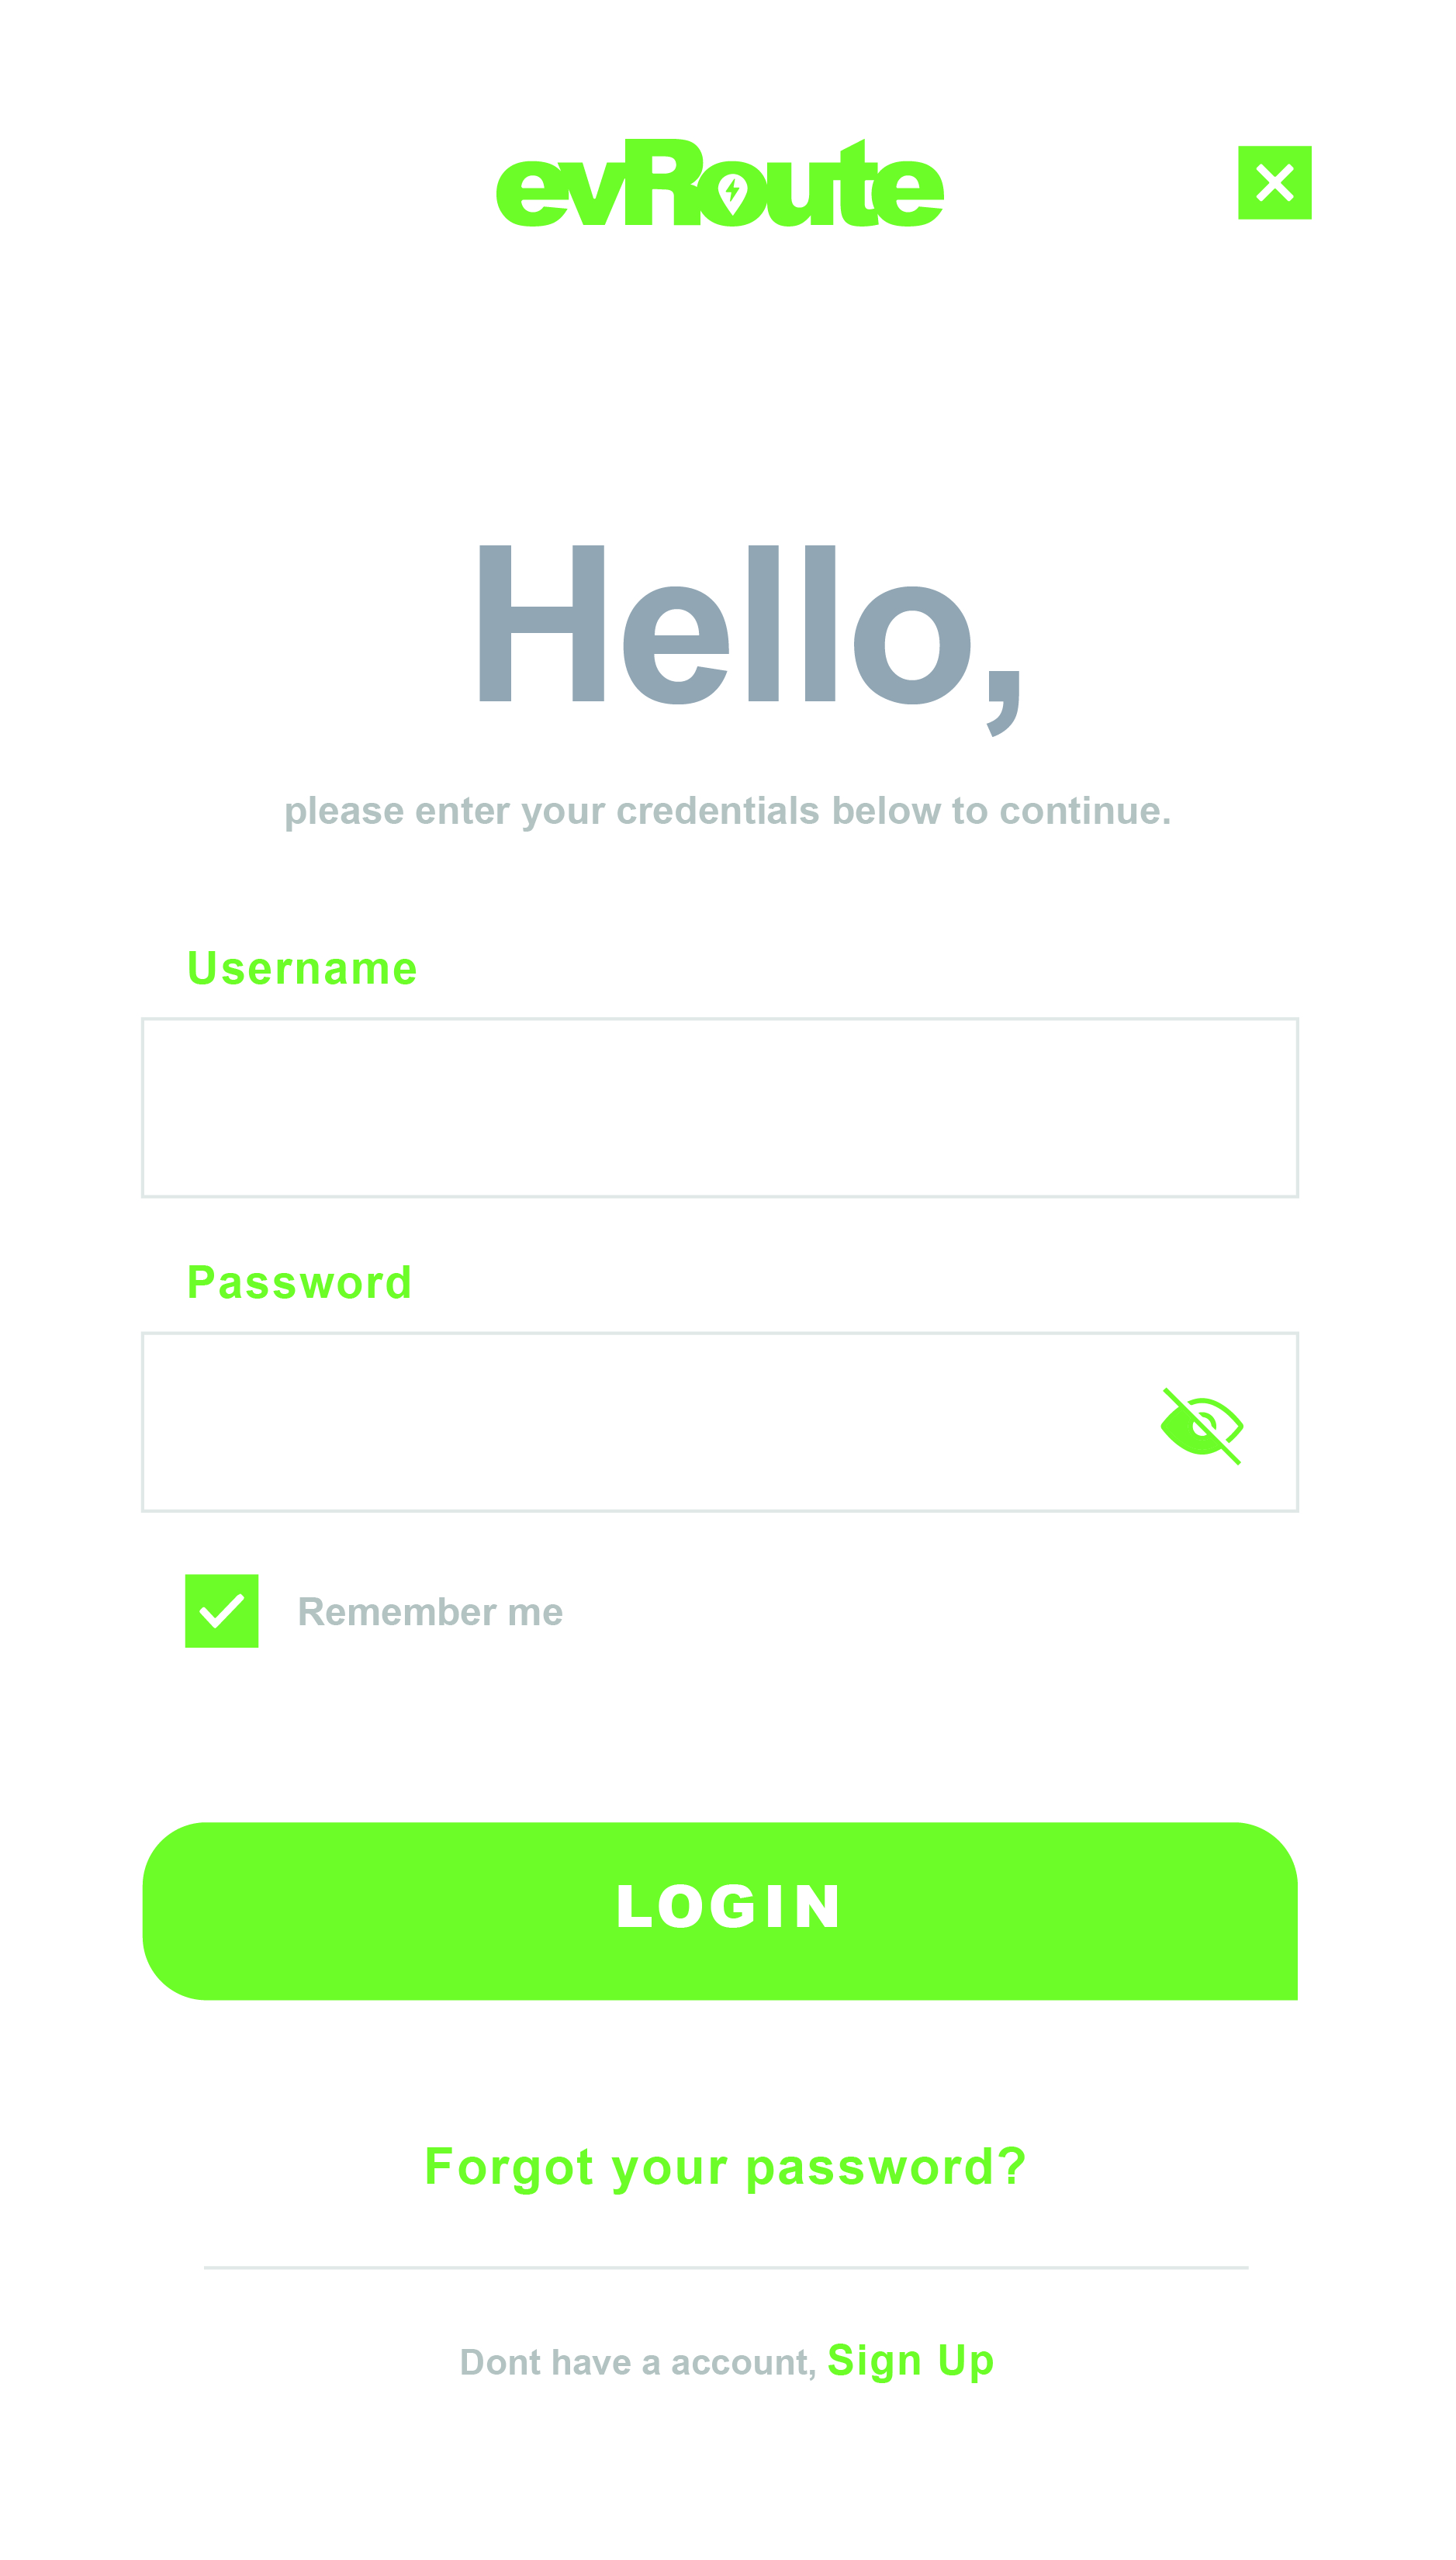 evRoute
Hello,
please enter your credentials below to continue.
Username
Password
Remember me
LOGIN
Forgot your password?
Dont have a account, Sign Up